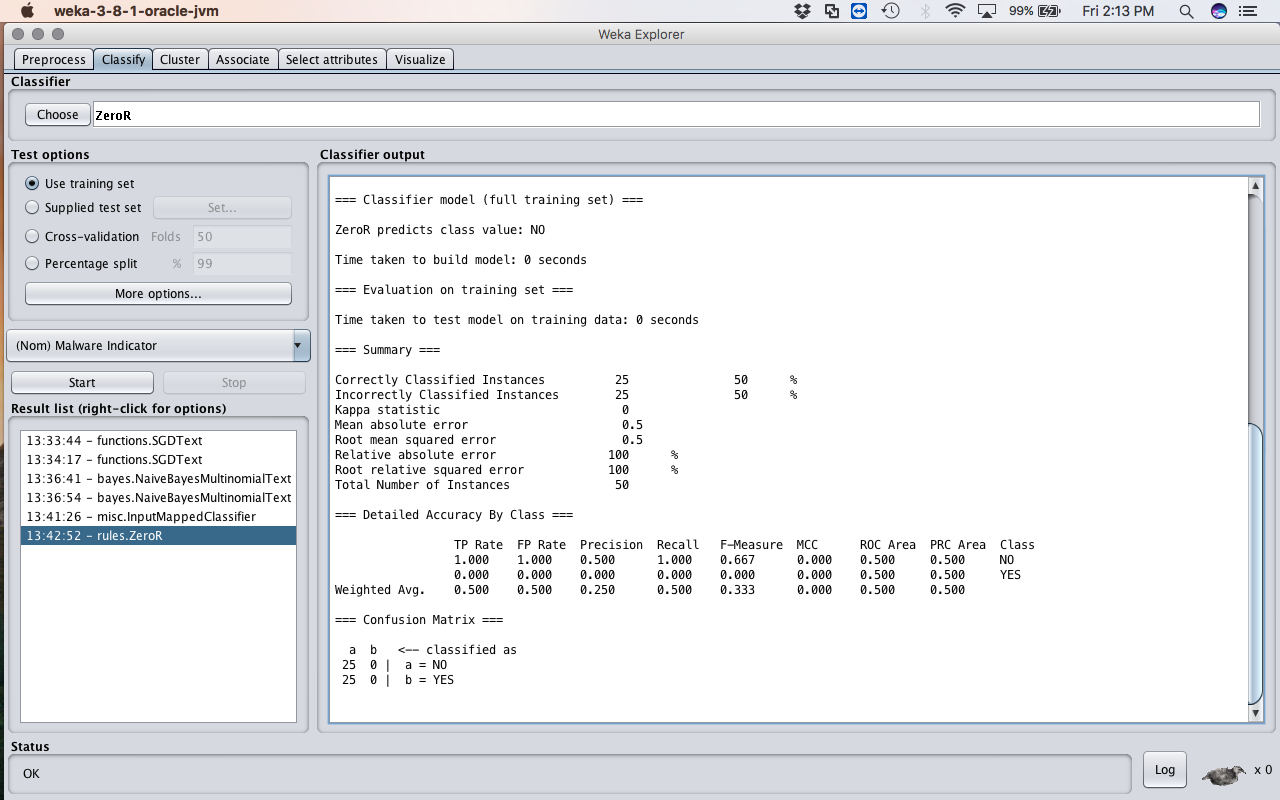 weka-3-8-1-oracle-jvm 99% Fri 2:13 PM
Weka Explorer
Preprocess Classify Cluster Associate Select attributes Visualize
Classifier
Choose ZeroR
Test options
Use training set
Supplied test set Set...
Cross-validation Folds 50
Percentage split % 99
More options...
(Nom) Malware Indicator
Start Stop
Result list (right-click for options)
13:33:44 - functions.SGDText
13:34:17 - functions.SGDText
13:36:41 - bayes.NaiveBayesMultinomialText
13:36:54 - bayes.NaiveBayesMultinomialText
13:41:26 - misc.InputMappedClassifier
13:42:52 - rules.ZeroR
Classifier output
=== Classifier model (full training set) ===
ZeroR predicts class value: NO
Time taken to build model: 0 seconds
=== Evaluation on training set ===
Time taken to test model on training data: 0 seconds
=== Summary ===
Correctly Classified Instances 25 50 %
Incorrectly Classified Instances 25 50 %
Kappa statistic 0
Mean absolute error 0.5
Root mean squared error 0.5
Relative absolute error 100 %
Root relative squared error 100 %
Total Number of Instances 50
=== Detailed Accuracy By Class ===
TP Rate FP Rate Precision Recall F-Measure MCC ROC Area PRC Area Class
1.000 1.000 0.500 1.000 0.667 0.000 0.500 0.500 NO
0.000 0.000 0.000 0.000 0.000 0.000 0.500 0.500 YES
Weighted Avg. 0.500 0.500 0.250 0.500 0.333 0.000 0.500 0.500
=== Confusion Matrix ===
a b <-- classified as
25 0 | a = NO
25 0 | b = YES
Status
OK
Log x 0